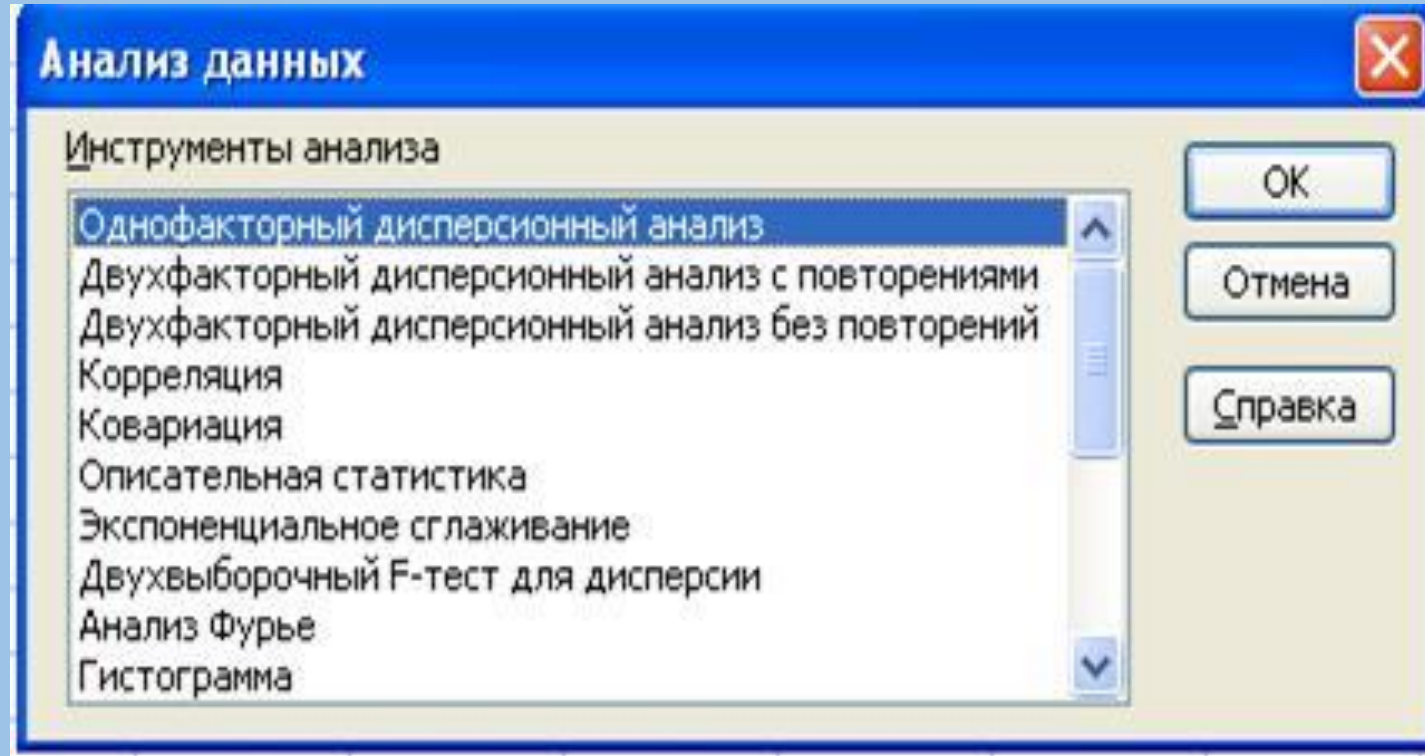 Анализ данных
Инструменты анализа
Однофакторный дисперсионный анализ
Двухфакторный дисперсионный анализ с повторениями
Двухфакторный дисперсионный анализ без повторений
Корреляция
Ковариация
Описательная статистика
Экспоненциальное сглаживание
Двухвыборочный F-тест для дисперсии
Анализ Фурье
Гистограмма
ОК
Отмена
Справка